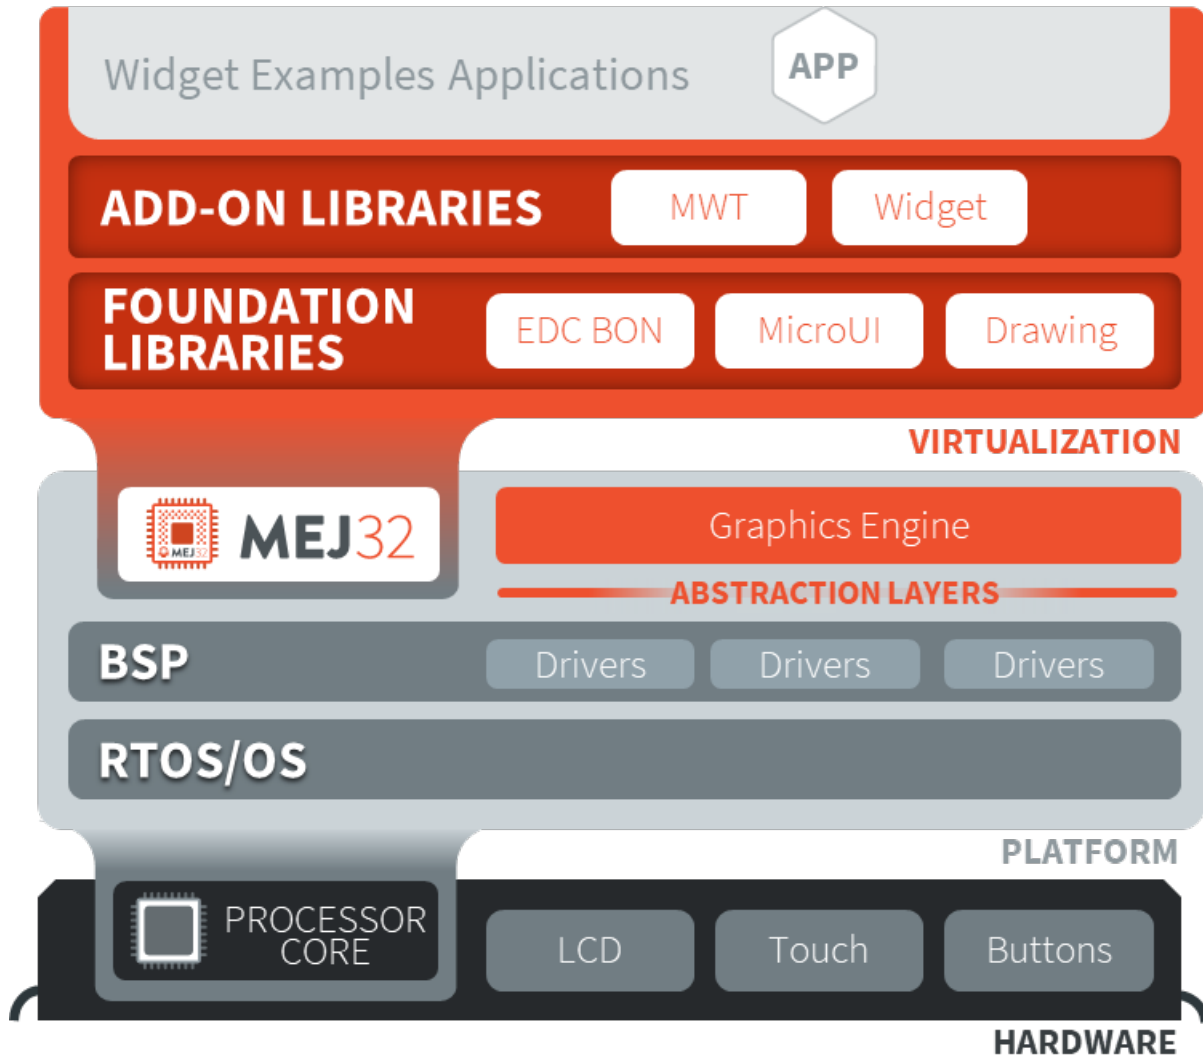 Widget Examples Applications
APP
ADD-ON LIBRARIES
MWT
Widget
FOUNDATION
LIBRARIES
EDC BON
MicroUI
Drawing
VIRTUALIZATION
MEJ32
MEJ32
Graphics Engine
ABSTRACTION LAYERS
BSP
Drivers
Drivers
Drivers
RTOS/OS
PLATFORM
PROCESSOR
CORE
LCD
Touch
Buttons
HARDWARE